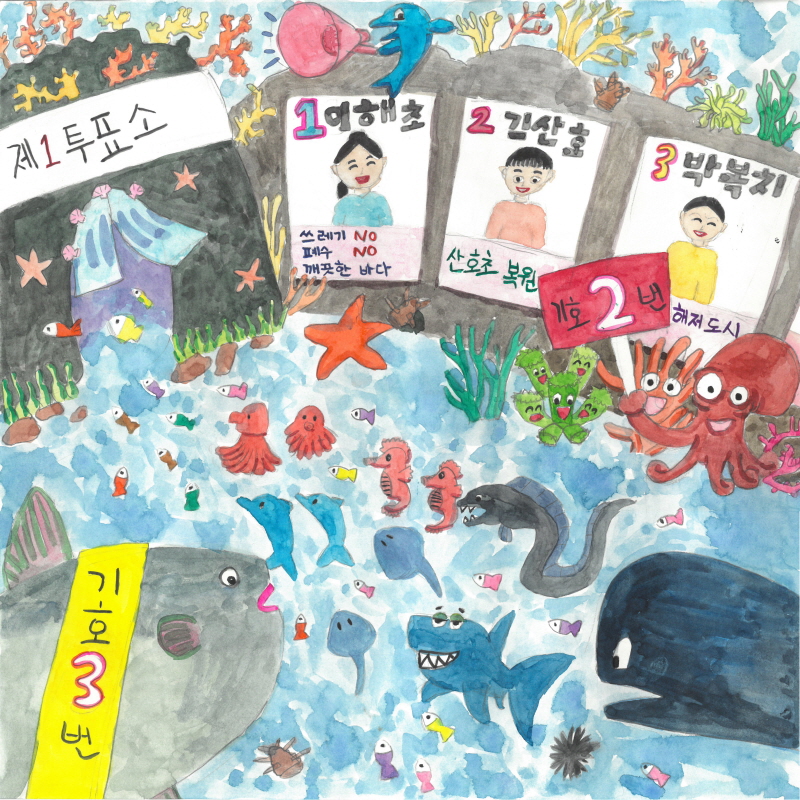 제1투표소
1이해초
쓰레기 NO
폐수 NO
깨끗한 바다
2 김산호
산호초 복원
3 박복치
해저도시
기호 2 번
기
호
3
번